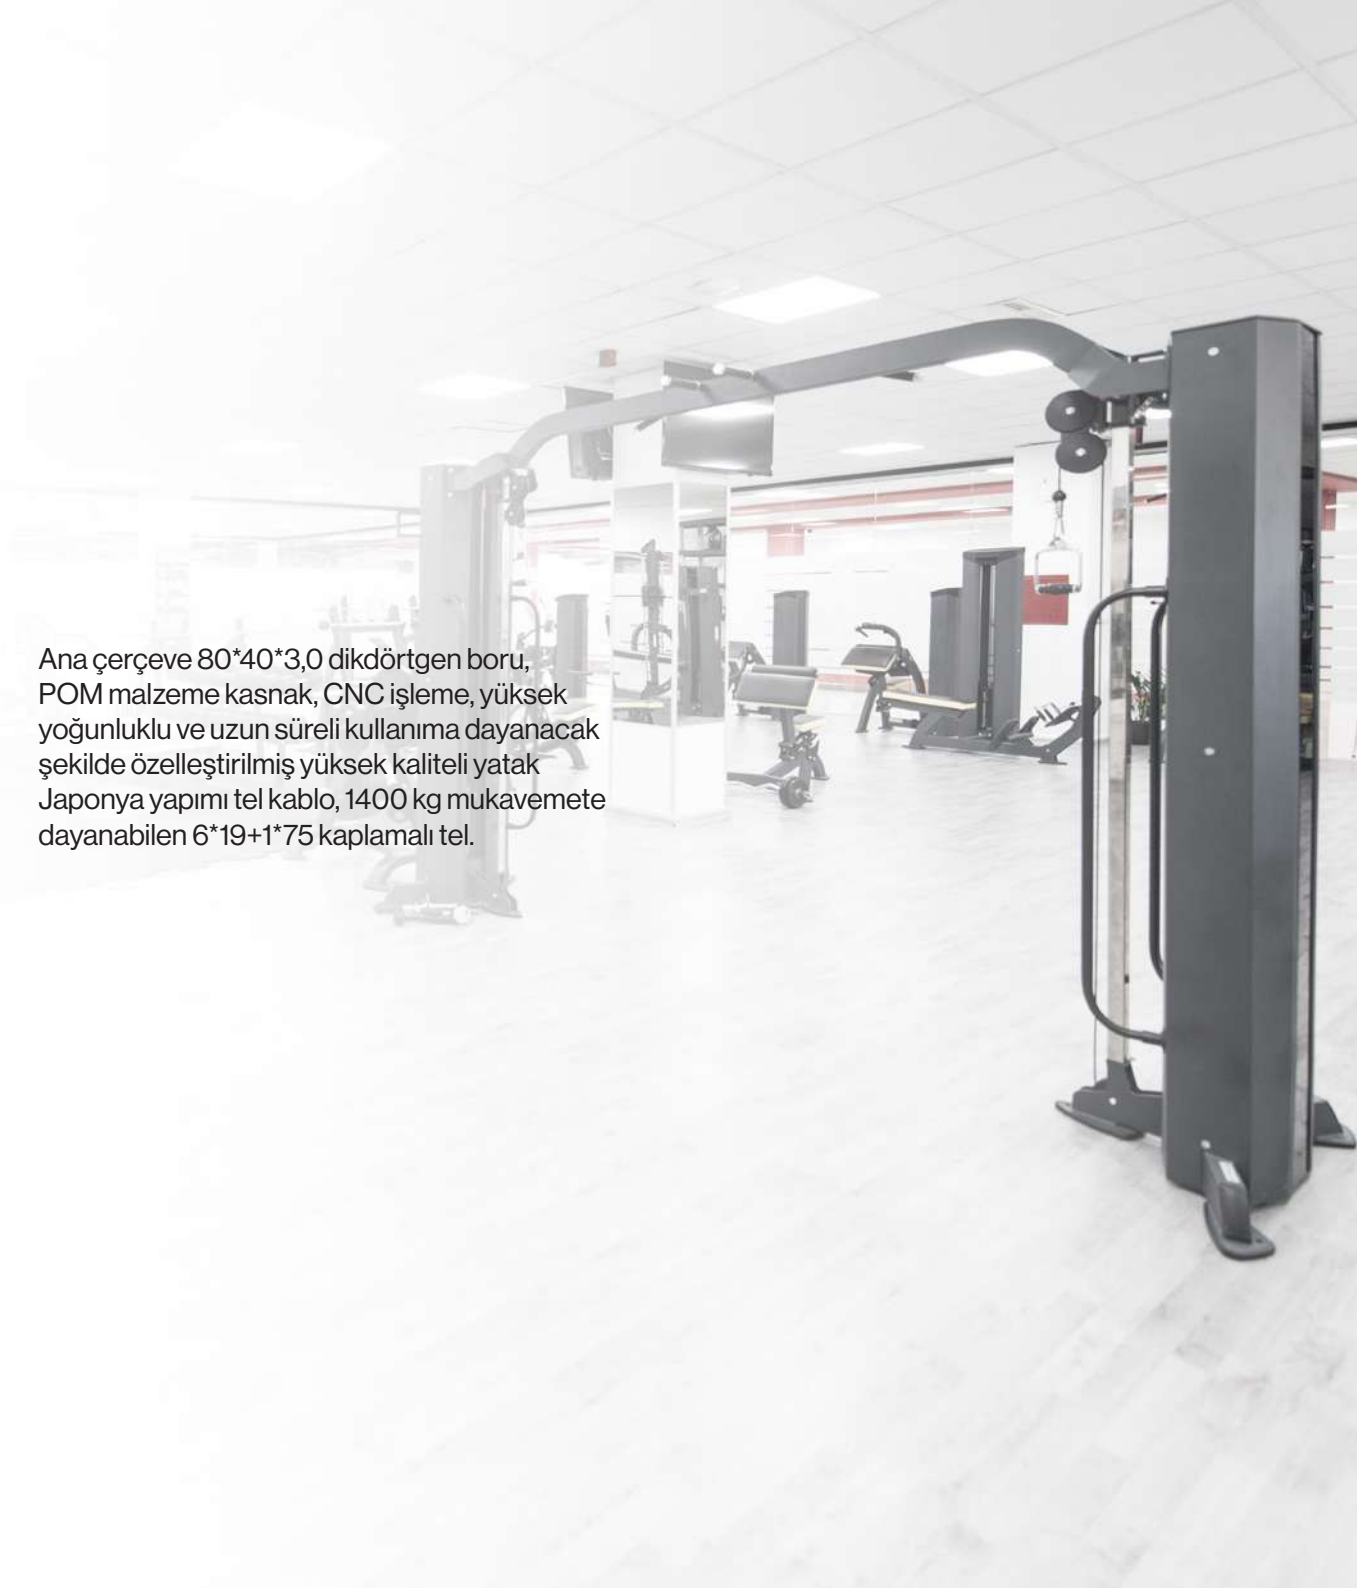 Ana çerçeve 80*40*3,0 dikdörtgen boru,
POM malzeme kasnak, CNC işleme, yüksek
yoğunluklu ve uzun süreli kullanıma dayanacak
şekilde özelleştirilmiş yüksek kaliteli yatak
Japonya yapımı tel kablo, 1400 kg mukavemete
dayanabilen 6*19+1*75 kaplamalı tel.